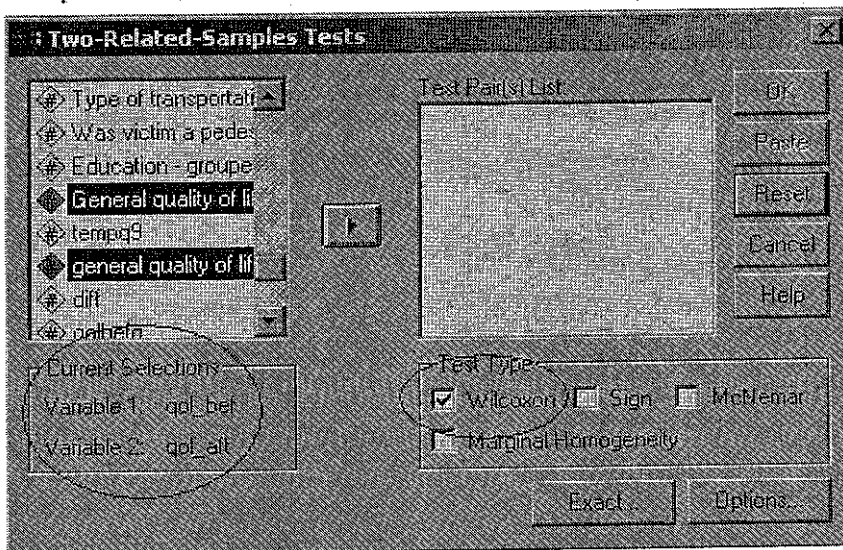 Two-Related-Samples Tests
Type of transportati
Was victim a pedes
Education - groupe
General quality of li
tempq9
general quality of lif
dift
Current Selections
Variable 1: qol_bef
Variable 2: qol_aft
Test Pair(s) List:
OK
Paste
Reset
Cancel
Help
Test Type
Wilcoxon Sign McNemar
Marginal Homogeneity
Exact... Options...